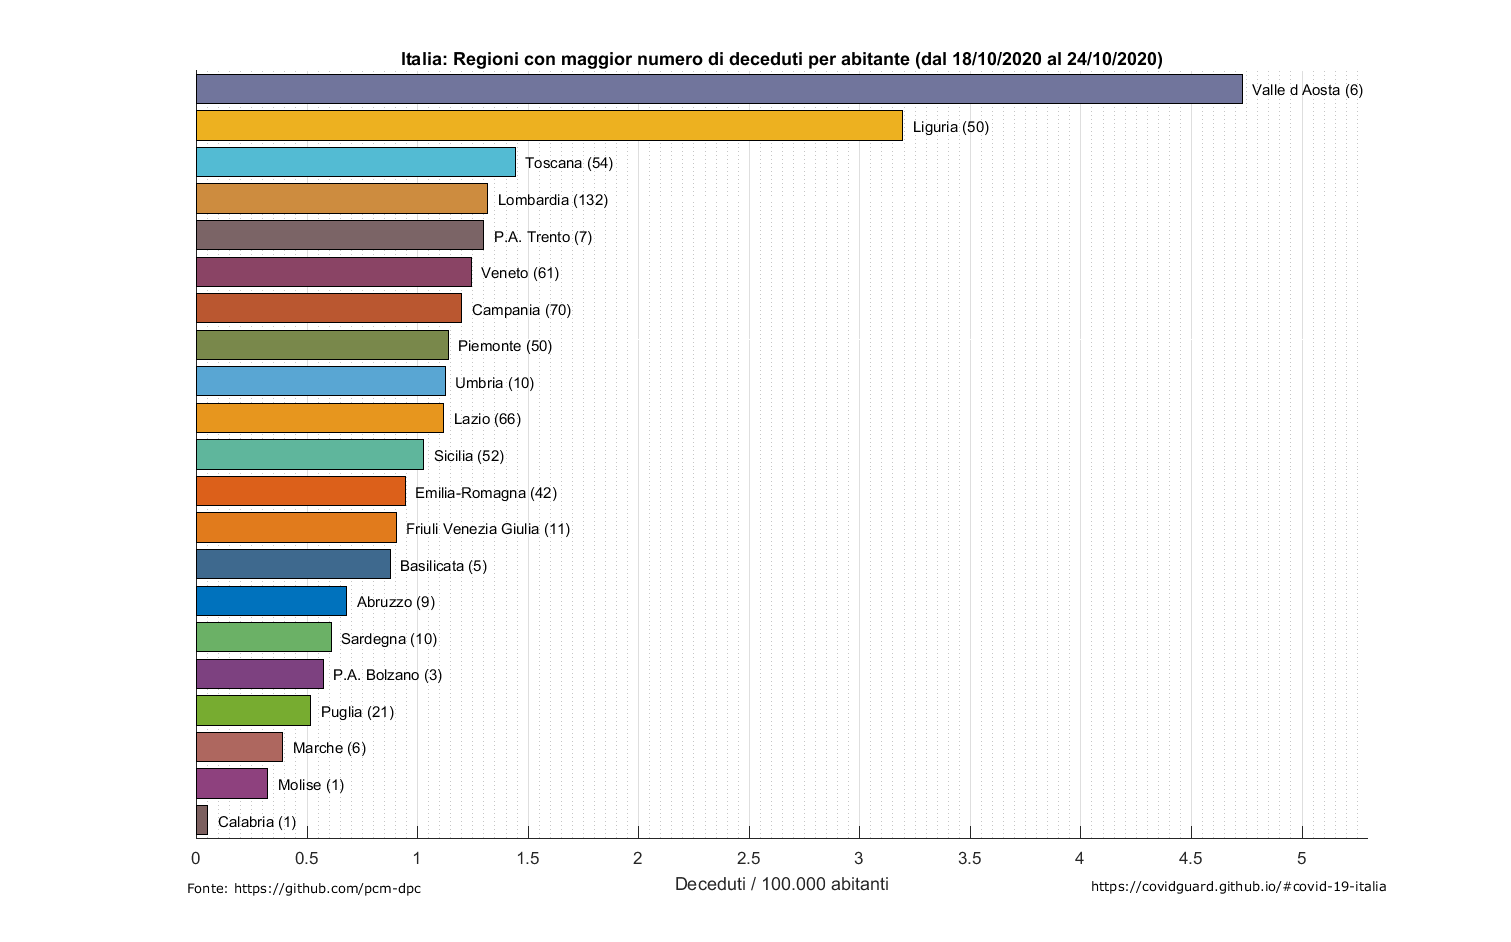 Italia: Regioni con maggior numero di deceduti per abitante (dal 18/10/2020 al 24/10/2020)
Valle d Aosta (6)
Liguria (50)
Toscana (54)
Lombardia (132)
P.A. Trento (7)
Veneto (61)
Campania (70)
Piemonte (50)
Umbria (10)
Lazio (66)
Sicilia (52)
Emilia-Romagna (42)
Friuli Venezia Giulia (11)
Basilicata (5)
Abruzzo (9)
Sardegna (10)
P.A. Bolzano (3)
Puglia (21)
Marche (6)
Molise (1)
Calabria (1)
0 0.5 1 1.5 2 2.5 3 3.5 4 4.5 5
Deceduti / 100.000 abitanti
Fonte: https://github.com/pcm-dpc
https://covidguard.github.io/#covid-19-italia